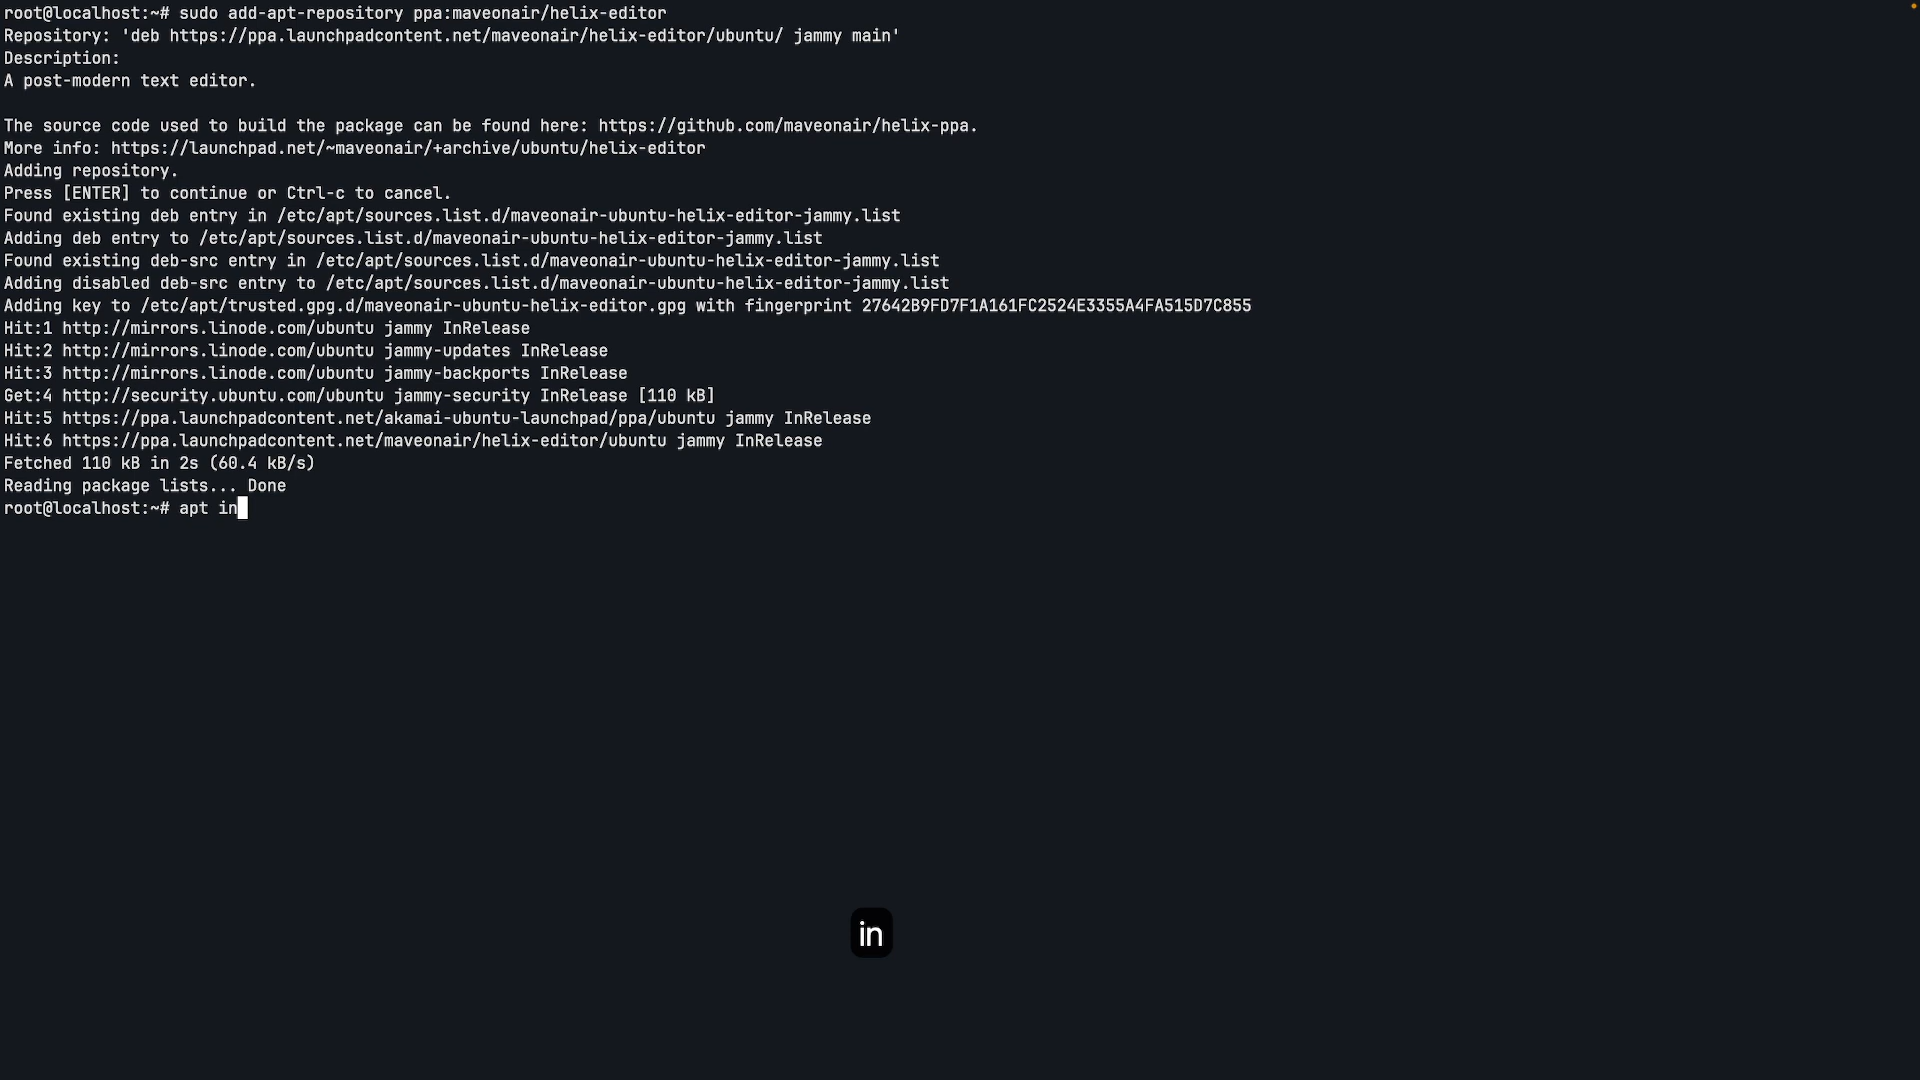 root@localhost:~# sudo add-apt-repository ppa:maveonair/helix-editor
Repository: 'deb https://ppa.launchpadcontent.net/maveonair/helix-editor/ubuntu/ jammy main'
Description:
A post-modern text editor.

The source code used to build the package can be found here: https://github.com/maveonair/helix-ppa.
More info: https://launchpad.net/~maveonair/+archive/ubuntu/helix-editor
Adding repository.
Press [ENTER] to continue or Ctrl-c to cancel.
Found existing deb entry in /etc/apt/sources.list.d/maveonair-ubuntu-helix-editor-jammy.list
Adding deb entry to /etc/apt/sources.list.d/maveonair-ubuntu-helix-editor-jammy.list
Found existing deb-src entry in /etc/apt/sources.list.d/maveonair-ubuntu-helix-editor-jammy.list
Adding disabled deb-src entry to /etc/apt/sources.list.d/maveonair-ubuntu-helix-editor-jammy.list
Adding key to /etc/apt/trusted.gpg.d/maveonair-ubuntu-helix-editor.gpg with fingerprint 27642B9FD7F1A161FC2524E3355A4FA515D7C855
Hit:1 http://mirrors.linode.com/ubuntu jammy InRelease
Hit:2 http://mirrors.linode.com/ubuntu jammy-updates InRelease
Hit:3 http://mirrors.linode.com/ubuntu jammy-backports InRelease
Get:4 http://security.ubuntu.com/ubuntu jammy-security InRelease [110 kB]
Hit:5 https://ppa.launchpadcontent.net/akamai-ubuntu-launchpad/ppa/ubuntu jammy InRelease
Hit:6 https://ppa.launchpadcontent.net/maveonair/helix-editor/ubuntu jammy InRelease
Fetched 110 kB in 2s (60.4 kB/s)
Reading package lists... Done
root@localhost:~# apt in
in